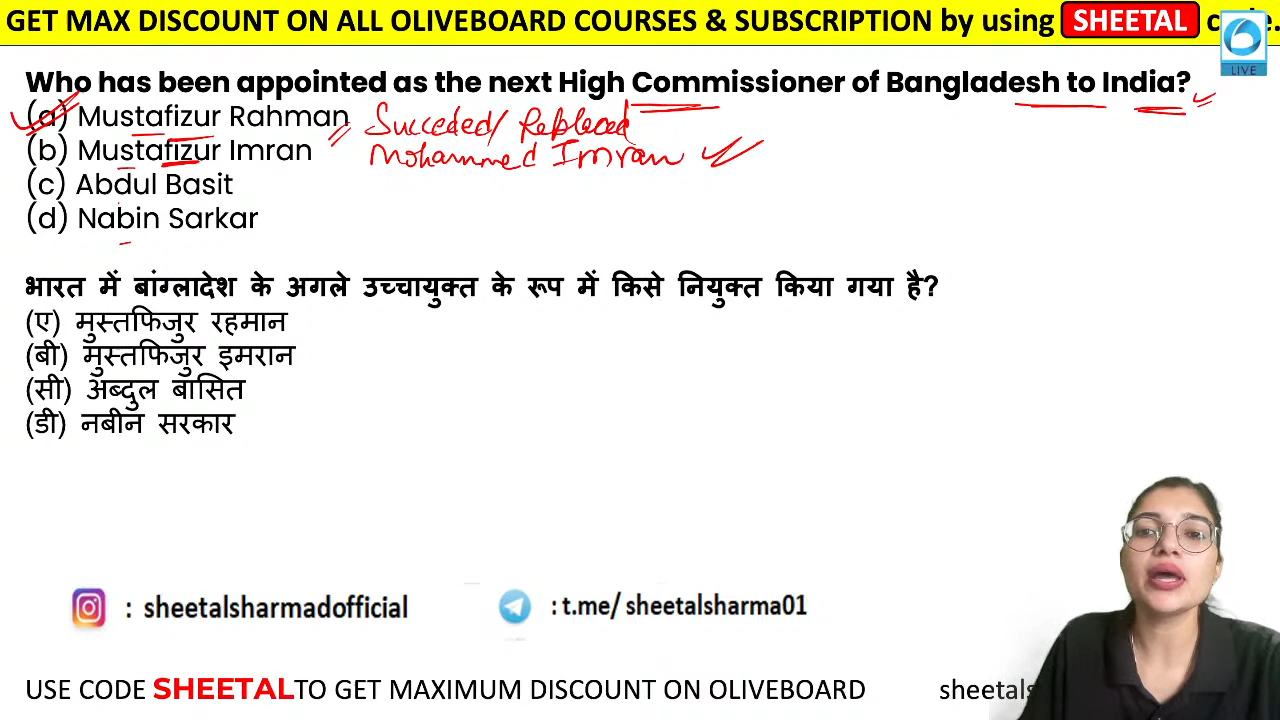 GET MAX DISCOUNT ON ALL OLIVEBOARD COURSES & SUBSCRIPTION by using SHEETAL code.
LIVE
Who has been appointed as the next High Commissioner of Bangladesh to India?
(a) Mustafizur Rahman
Succeded/ Replaced
(b) Mustafizur Imran
Mohammed Imran
(c) Abdul Basit
(d) Nabin Sarkar
भारत में बांग्लादेश के अगले उच्चायुक्त के रूप में किसे नियुक्त किया गया है?
(ए) मुस्तफिजुर रहमान
(बी) मुस्तफिजुर इमरान
(सी) अब्दुल बासित
(डी) नबीन सरकार
: sheetalsharmadofficial
: t.me/ sheetalsharma01
USE CODE SHEETALTO GET MAXIMUM DISCOUNT ON OLIVEBOARD